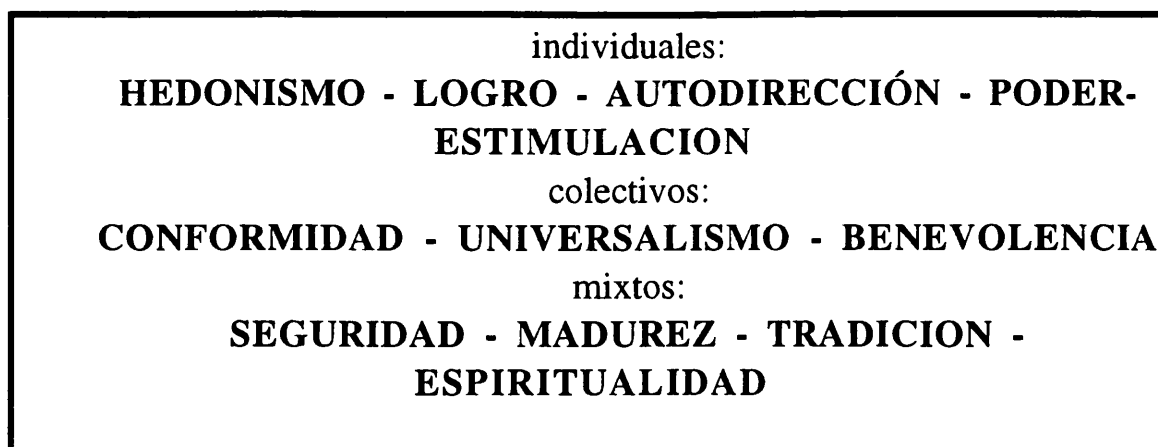 individuales:
HEDONISMO - LOGRO - AUTODIRECCIÓN - PODER-
ESTIMULACION
colectivos:
CONFORMIDAD - UNIVERSALISMO - BENEVOLENCIA
mixtos:
SEGURIDAD - MADUREZ - TRADICION -
ESPIRITUALIDAD